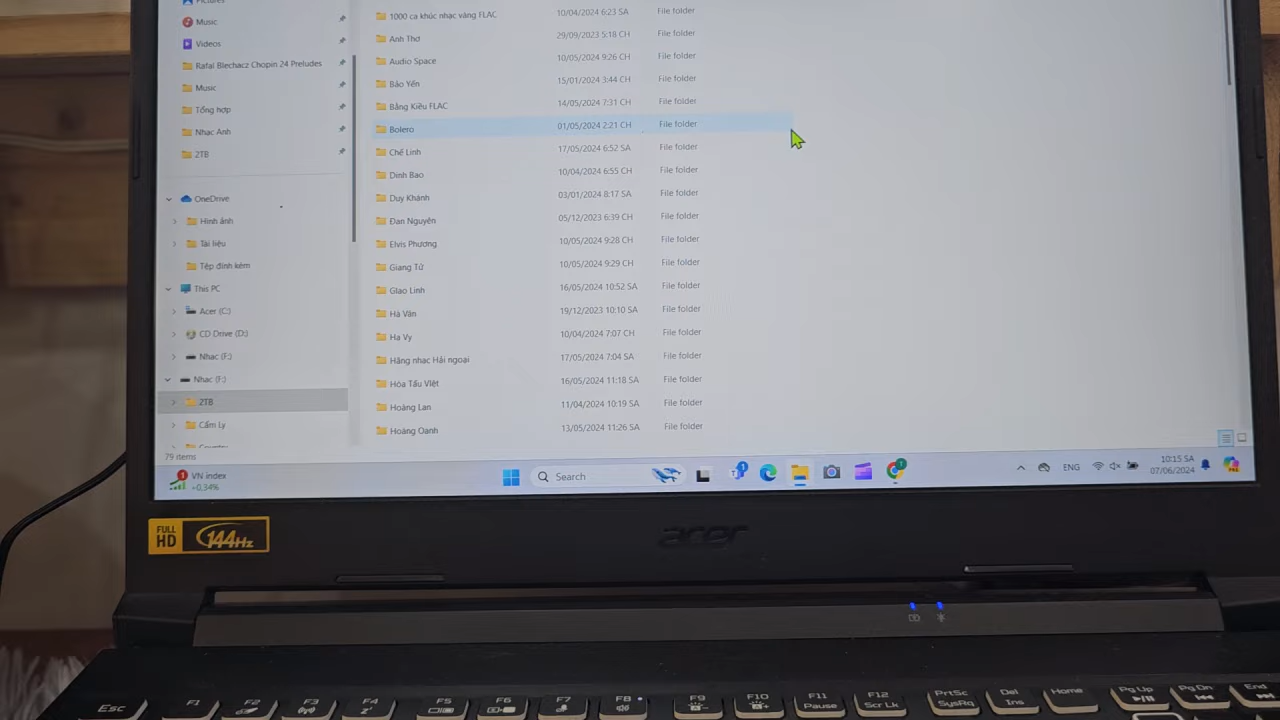 Pictures
Music
Videos
Rafal Blechacz Chopin 24 Preludes
Music
Tổng hợp
Nhạc Anh
2TB
OneDrive
Hình ảnh
Tài liệu
Tệp đính kèm
This PC
Acer (C:)
CD Drive (D:)
Nhạc (F:)
Nhạc (F:)
2TB
Cẩm Ly
79 items
1000 ca khúc nhạc vàng FLAC 10/04/2024 6:23 SA File folder
Anh Thơ 29/09/2023 5:18 CH File folder
Audio Space 10/05/2024 9:26 CH File folder
Bảo Yến 15/01/2024 3:44 CH File folder
Bằng Kiều FLAC 14/05/2024 7:31 CH File folder
Bolero 01/05/2024 2:21 CH File folder
Chế Linh 17/05/2024 6:52 SA File folder
Dinh Bao 10/04/2024 6:55 CH File folder
Duy Khánh 03/01/2024 8:17 SA File folder
Đan Nguyên 05/12/2023 6:39 CH File folder
Elvis Phương 10/05/2024 9:28 CH File folder
Giang Tử 10/05/2024 9:29 CH File folder
Giao Linh 16/05/2024 10:52 SA File folder
Hà Vân 19/12/2023 10:10 SA File folder
Ha Vy 10/04/2024 7:07 CH File folder
Hãng nhạc Hải ngoại 17/05/2024 7:04 SA File folder
Hòa Tấu Việt 16/05/2024 11:18 SA File folder
Hoàng Lan 11/04/2024 10:19 SA File folder
Hoàng Oanh 13/05/2024 11:26 SA File folder
VN index
+0,34%
1
Search
ENG
10:15 SA
07/06/2024
FULL HD 144Hz
acer
Esc F1 F2 F3 F4 F5 F6 F7 F8 F9 F10 F11 Pause F12 Scr Lk PrtSc SysRq Del Ins Home Pg Up Pg Dn End